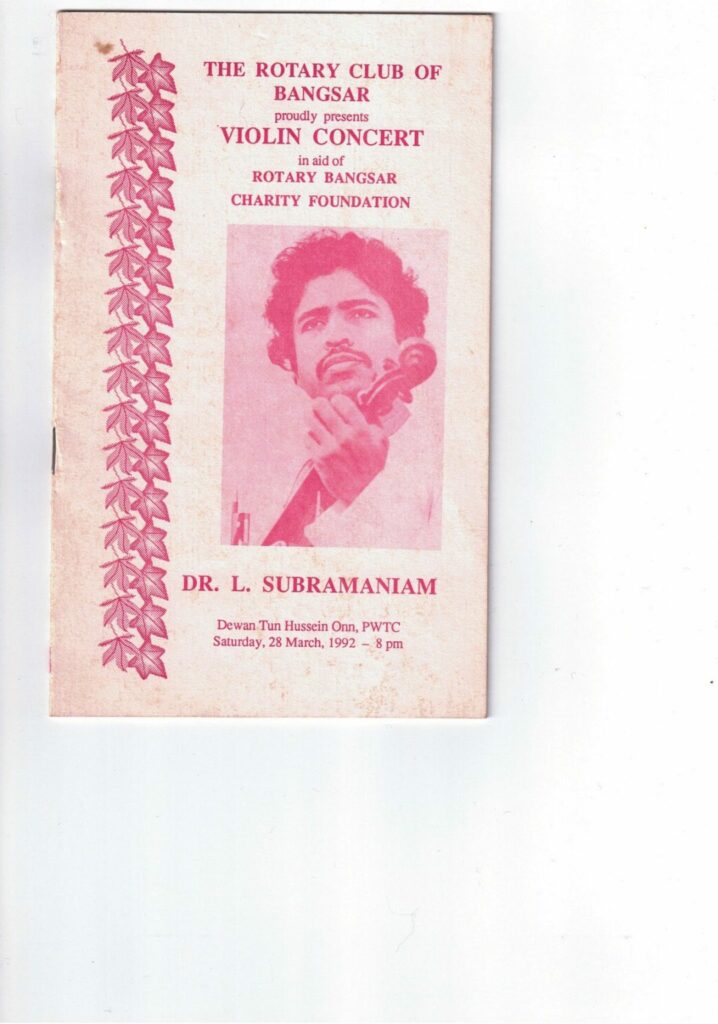 THE ROTARY CLUB OF
BANGSAR
proudly presents
VIOLIN CONCERT
in aid of
ROTARY BANGSAR
CHARITY FOUNDATION
DR. L. SUBRAMANIAM
Dewan Tun Hussein Onn, PWTC
Saturday, 28 March, 1992 – 8 pm